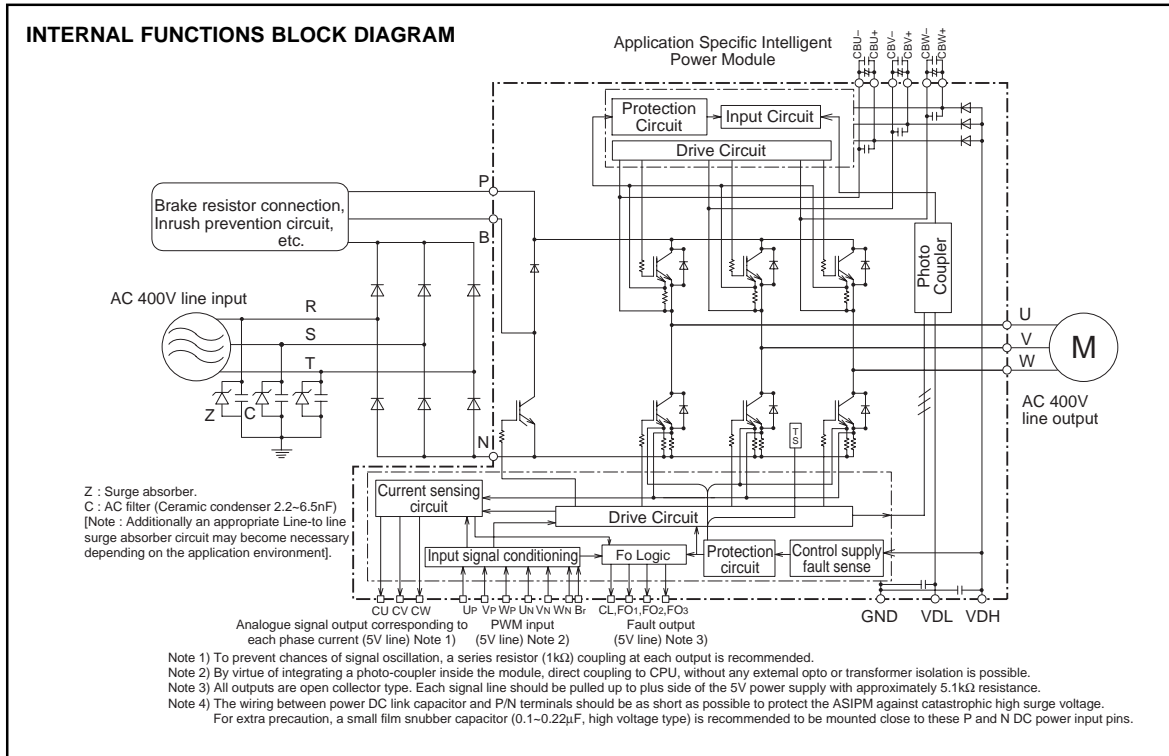 INTERNAL FUNCTIONS BLOCK DIAGRAM
Application Specific Intelligent
Power Module
CBU–
CBU+
CBV–
CBV+
CBW–
CBW+
Protection
Circuit
Input Circuit
Drive Circuit
Brake resistor connection,
Inrush prevention circuit,
etc.
P
B
Photo
Coupler
AC 400V line input
R
S
T
Z
C
N
U
V
W
M
AC 400V
line output
TS
Z : Surge absorber.
C : AC filter (Ceramic condenser 2.2~6.5nF)
[Note : Additionally an appropriate Line-to line
surge absorber circuit may become necessary
depending on the application environment].
Current sensing
circuit
Drive Circuit
Input signal conditioning
Fo Logic
Protection
circuit
Control supply
fault sense
CU CV CW
UP VP WP UN VN WN Br
CL,FO1,FO2,FO3
GND VDL VDH
Analogue signal output corresponding to
each phase current (5V line) Note 1)
PWM input
(5V line) Note 2)
Fault output
(5V line) Note 3)
Note 1) To prevent chances of signal oscillation, a series resistor (1kΩ) coupling at each output is recommended.
Note 2) By virtue of integrating a photo-coupler inside the module, direct coupling to CPU, without any external opto or transformer isolation is possible.
Note 3) All outputs are open collector type. Each signal line should be pulled up to plus side of the 5V power supply with approximately 5.1kΩ resistance.
Note 4) The wiring between power DC link capacitor and P/N terminals should be as short as possible to protect the ASIPM against catastrophic high surge voltage.
For extra precaution, a small film snubber capacitor (0.1~0.22µF, high voltage type) is recommended to be mounted close to these P and N DC power input pins.